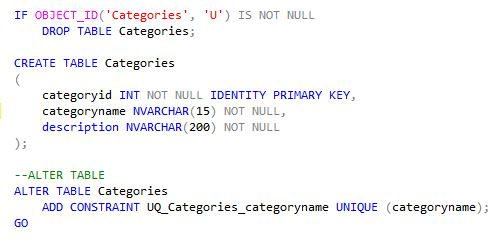 IF OBJECT_ID('Categories', 'U') IS NOT NULL
    DROP TABLE Categories;

CREATE TABLE Categories
(
    categoryid INT NOT NULL IDENTITY PRIMARY KEY,
    categoryname NVARCHAR(15) NOT NULL,
    description NVARCHAR(200) NOT NULL
);

--ALTER TABLE
ALTER TABLE Categories
    ADD CONSTRAINT UQ_Categories_categoryname UNIQUE (categoryname);
GO